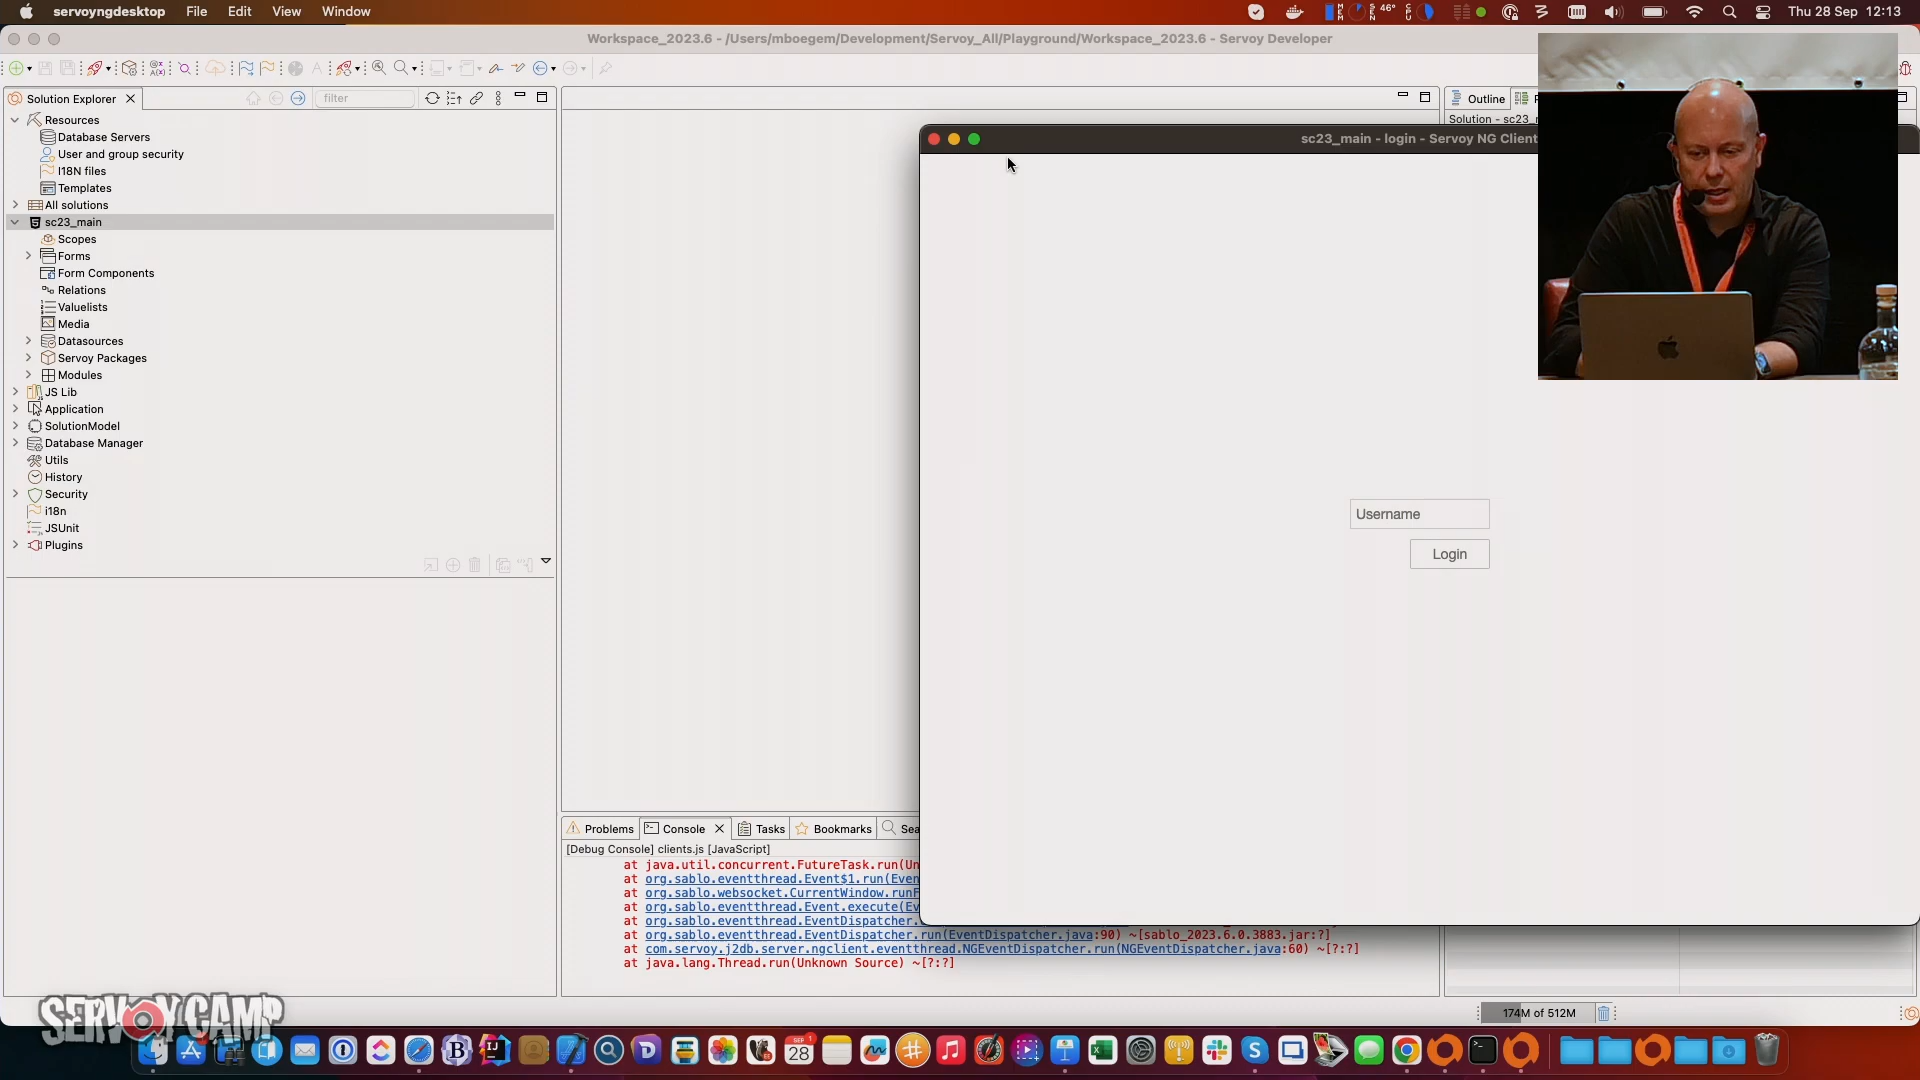 servoyngdesktop File Edit View Window
46° Thu 28 Sep 12:13
Workspace_2023.6 - /Users/mboegem/Development/Servoy_All/Playground/Workspace_2023.6 - Servoy Developer
filter
Solution Explorer
Resources
Database Servers
User and group security
I18N files
Templates
All solutions
sc23_main
Scopes
Forms
Form Components
Relations
Valuelists
Media
Datasources
Servoy Packages
Modules
JS Lib
Application
SolutionModel
Database Manager
Utils
History
Security
i18n
JSUnit
Plugins
Outline
Solution - sc23_
sc23_main - login - Servoy NG Client
Username
Login
Problems Console Tasks Bookmarks Sea
[Debug Console] clients.js [JavaScript]
at java.util.concurrent.FutureTask.run(Un
at org.sablo.eventthread.Event$1.run(Even
at org.sablo.websocket.CurrentWindow.runF
at org.sablo.eventthread.Event.execute(Ev
at org.sablo.eventthread.EventDispatcher.
at org.sablo.eventthread.EventDispatcher.run(EventDispatcher.java:90) ~[sablo_2023.6.0.3883.jar:?]
at com.servoy.j2db.server.ngclient.eventthread.NGEventDispatcher.run(NGEventDispatcher.java:60) ~[?:?]
at java.lang.Thread.run(Unknown Source) ~[?:?]
174M of 512M
SERVOY CAMP
SEP
28